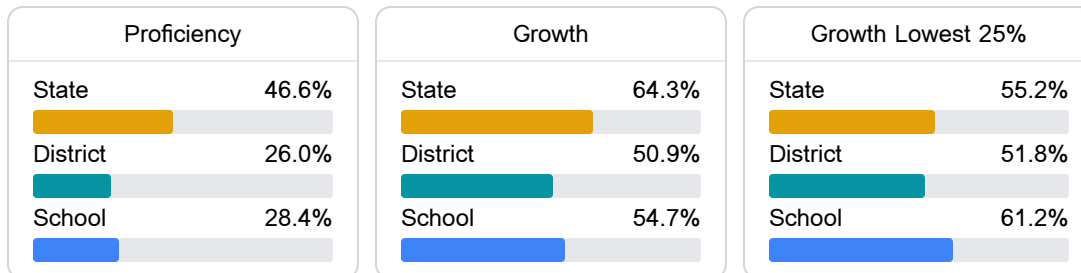 Proficiency
State 46.6%
District 26.0%
School 28.4%
Growth
State 64.3%
District 50.9%
School 54.7%
Growth Lowest 25%
State 55.2%
District 51.8%
School 61.2%